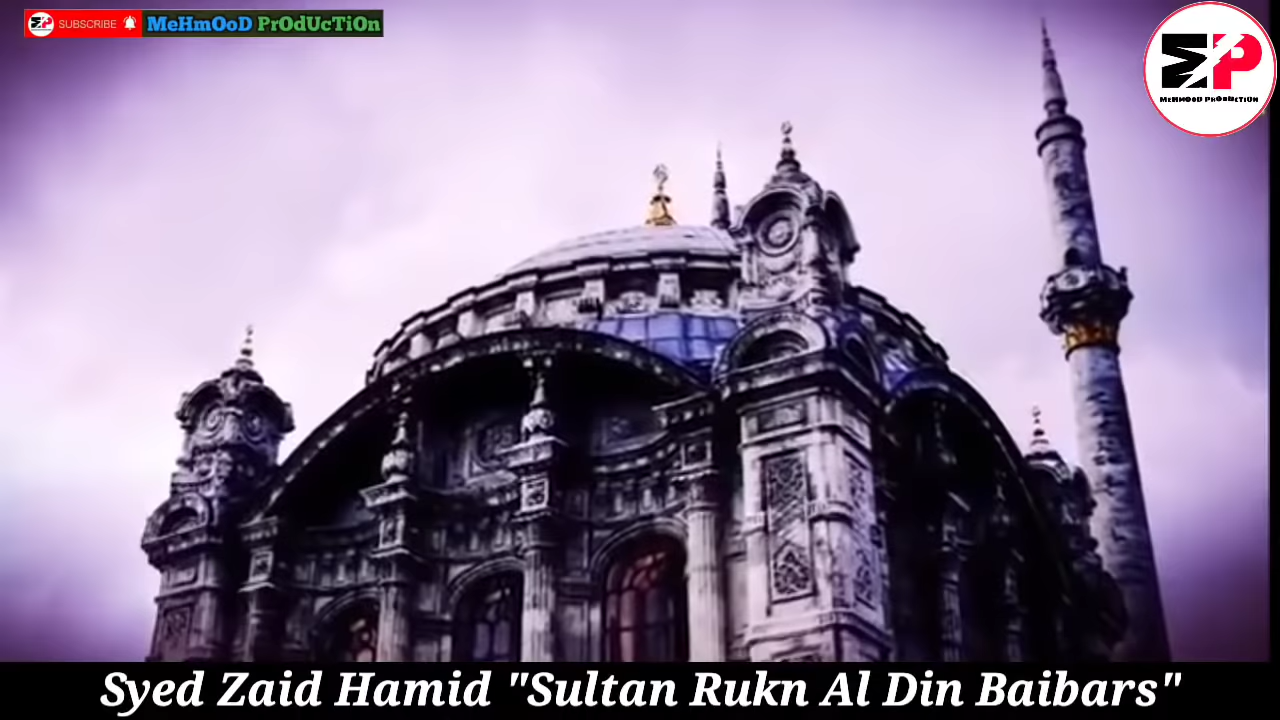 SUBSCRIBE MeHmOoD PrOdUcTiOn
MEHMOOD PRODUCTION
Syed Zaid Hamid "Sultan Rukn Al Din Baibars"